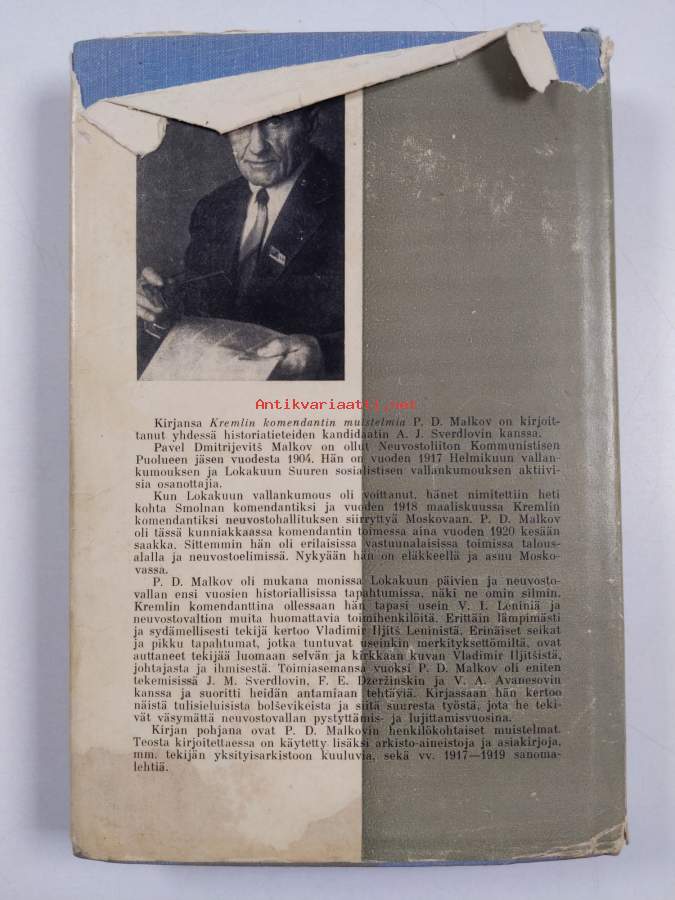 Antikvariaatti.net
Kirjansa Kremlin komendantin muistelmia P. D. Malkov on kirjoit-
tanut yhdessä historiatieteiden kandidaatin A. J. Sverdlovin kanssa.
Pavel Dmitrijevitš Malkov on ollut Neuvostoliiton Kommunistisen
Puolueen jäsen vuodesta 1904. Hän on vuoden 1917 Helmikuun vallan-
kumouksen ja Lokakuun Suuren sosialistisen vallankumouksen aktiivi-
sia osanottajia.
Kun Lokakuun vallankumous oli voittanut, hänet nimitettiin heti
kohta Smolnan komendantiksi ja vuoden 1918 maaliskuussa Kremlin
komendantiksi neuvostohallituksen siirryttyä Moskovaan. P. D. Malkov
oli tässä kunniakkaassa komendantin toimessa aina vuoden 1920 kesään
saakka. Sittemmin hän oli erilaisissa vastuunalaisissa toimissa talous-
alalla ja neuvostoelimissä. Nykyään hän on eläkkeellä ja asuu Mosko-
vassa.
P. D. Malkov oli mukana monissa Lokakuun päivien ja neuvosto-
vallan ensi vuosien historiallisissa tapahtumissa, näki ne omin silmin.
Kremlin komendanttina ollessaan hän tapasi usein V. I. Leniniä ja
neuvostovaltion muita huomattavia toimihenkilöitä. Erittäin lämpimästi
ja sydämellisesti tekijä kertoo Vladimir Iljitš Leninistä. Erinäiset seikat
ja pikku tapahtumat, jotka tuntuvat useinkin merkityksettömiltä, ovat
auttaneet tekijää luomaan selvän ja kirkkaan kuvan Vladimir Iljitšistä,
johtajasta ja ihmisestä. Toimiasemansa vuoksi P. D. Malkov oli eniten
tekemisissä J. M. Sverdlovin, F. E. Dzeržinskin ja V. A. Avanesovin
kanssa ja suoritti heidän antamiaan tehtäviä. Kirjassaan hän kertoo
näistä tulisieluisista bolševikeista ja siitä suuresta työstä, jota he teki-
vät väsymättä neuvostovallan pystyttämis- ja lujittamisvuosina.
Kirjan pohjana ovat P. D. Malkovin henkilökohtaiset muistelmat.
Teosta kirjoitettaessa on käytetty lisäksi arkisto-aineistoja ja asiakirjoja,
mm. tekijän yksityisarkistoon kuuluvia, sekä vv. 1917—1919 sanoma-
lehtiä.